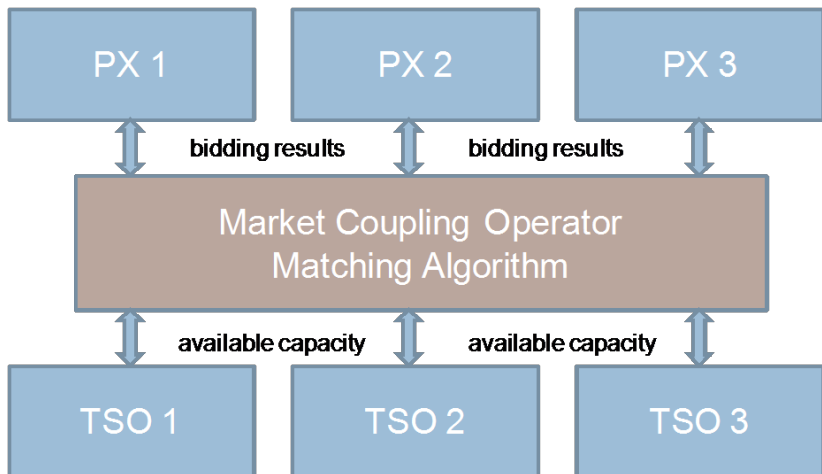 PX 1
PX 2
PX 3
bidding results
bidding results
Market Coupling Operator
Matching Algorithm
available capacity
available capacity
TSO 1
TSO 2
TSO 3